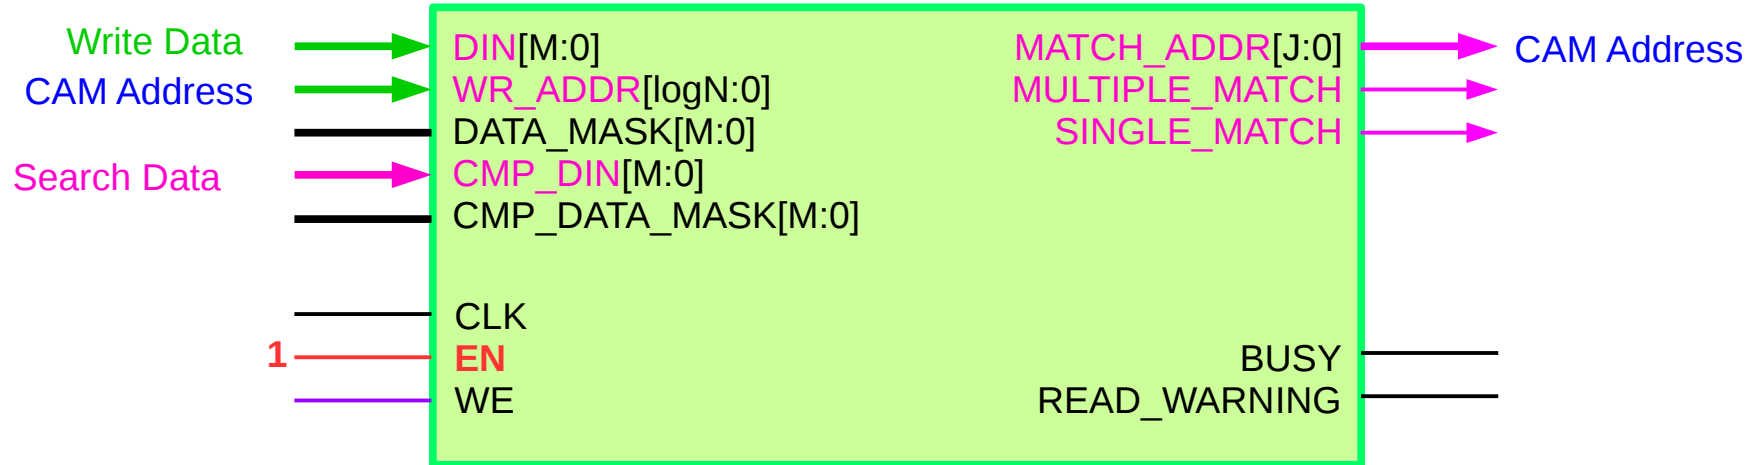 Write Data
DIN[M:0]
MATCH_ADDR[J:0]
CAM Address
CAM Address
WR_ADDR[logN:0]
MULTIPLE_MATCH
DATA_MASK[M:0]
SINGLE_MATCH
Search Data
CMP_DIN[M:0]
CMP_DATA_MASK[M:0]
CLK
1
EN
BUSY
WE
READ_WARNING